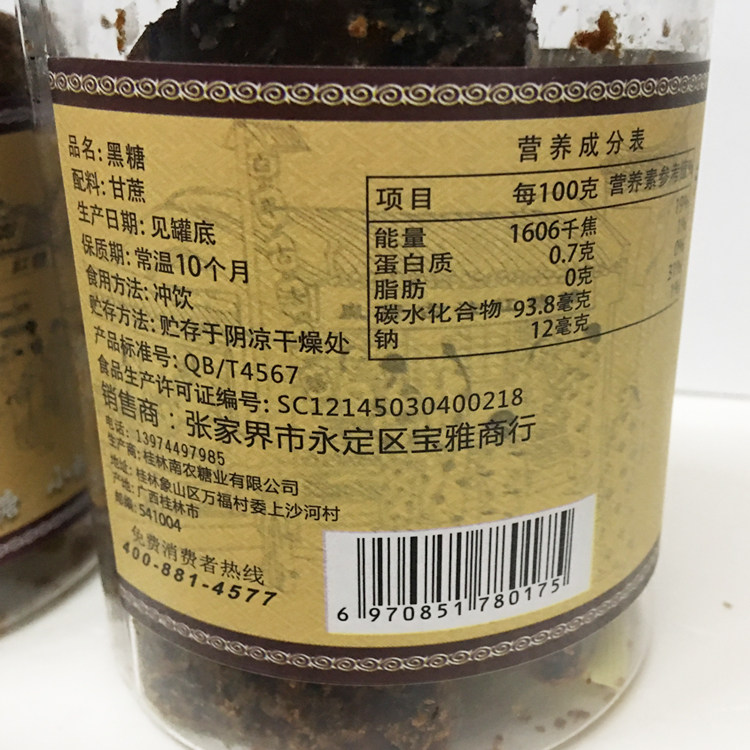 品名:黑糖
配料:甘蔗
生产日期:见罐底
保质期:常温10个月
食用方法:冲饮
贮存方法:贮存于阴凉干燥处
产品标准号:QB/T4567
食品生产许可证编号:SC12145030400218
销售商:张家界市永定区宝雅商行
电话:13974497985
生产商:桂林南农糖业有限公司
地址:桂林象山区万福村委上沙河村
产地:广西桂林市
邮编:541004
免费消费者热线
400-881-4577
营养成分表
项目 每100克 营养素参考值%
能量 1606千焦
蛋白质 0.7克
脂肪 0克 0%
碳水化合物 93.8毫克
钠 12毫克
6 970851 780175